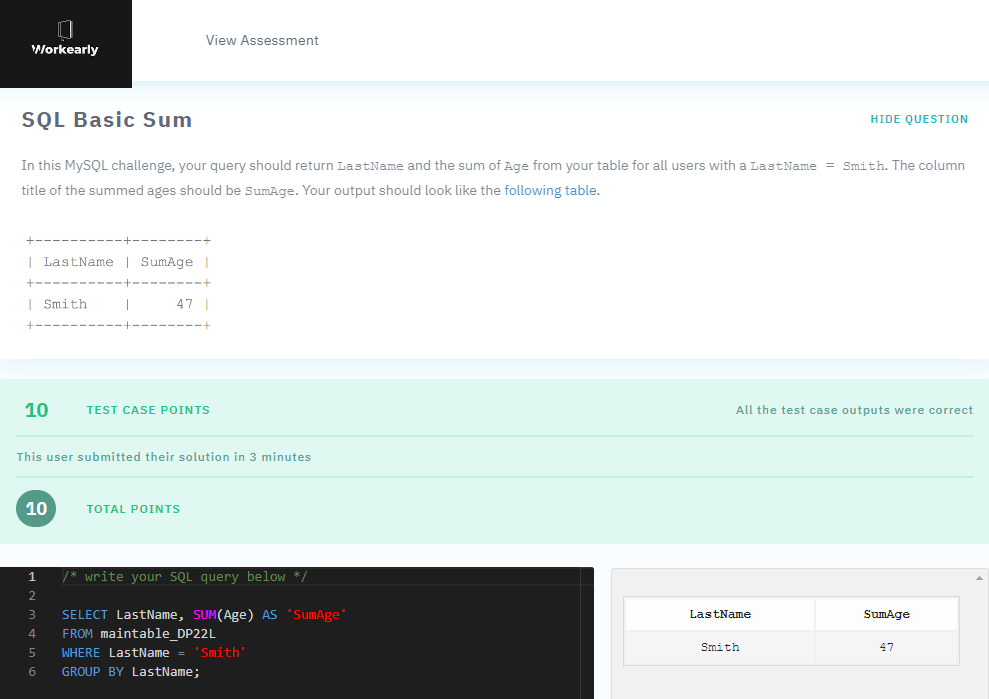 Workearly
View Assessment
SQL Basic Sum
HIDE QUESTION
In this MySQL challenge, your query should return LastName and the sum of Age from your table for all users with a LastName = Smith. The column
title of the summed ages should be SumAge. Your output should look like the following table.
+----------+--------+
| LastName | SumAge |
+----------+--------+
| Smith    |     47 |
+----------+--------+
10 TEST CASE POINTS
All the test case outputs were correct
This user submitted their solution in 3 minutes
10 TOTAL POINTS
1 /* write your SQL query below */
2
3 SELECT LastName, SUM(Age) AS 'SumAge'
4 FROM maintable_DP22L
5 WHERE LastName = 'Smith'
6 GROUP BY LastName;
LastName SumAge
Smith 47